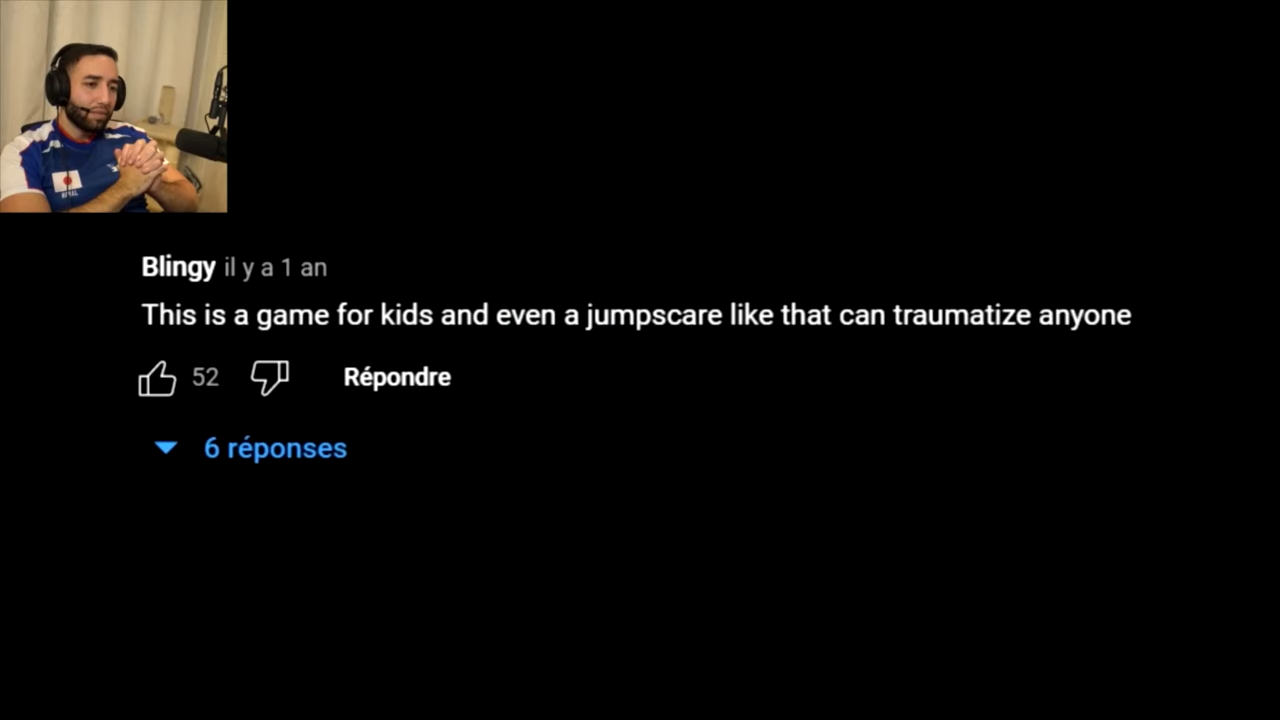 Blingy il y a 1 an
This is a game for kids and even a jumpscare like that can traumatize anyone
52 Répondre
6 réponses